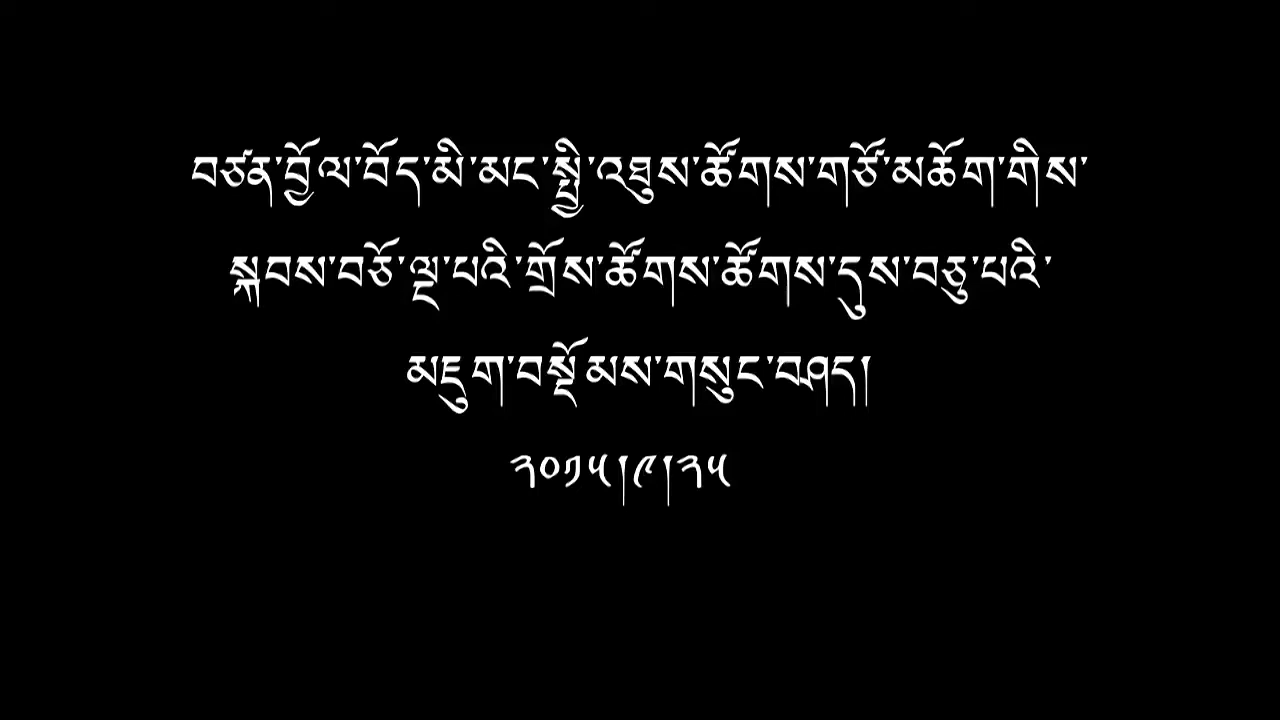 བཙན་བྱོལ་བོད་མི་མང་སྤྱི་འཐུས་ཚོགས་གཙོ་མཆོག་གིས་
སྐབས་བཅོ་ལྔ་པའི་གྲོས་ཚོགས་ཚོགས་དུས་བཅུ་པའི་
མཇུག་བསྡོམས་གསུང་བཤད།
༢༠༡༥།༩།༢༥